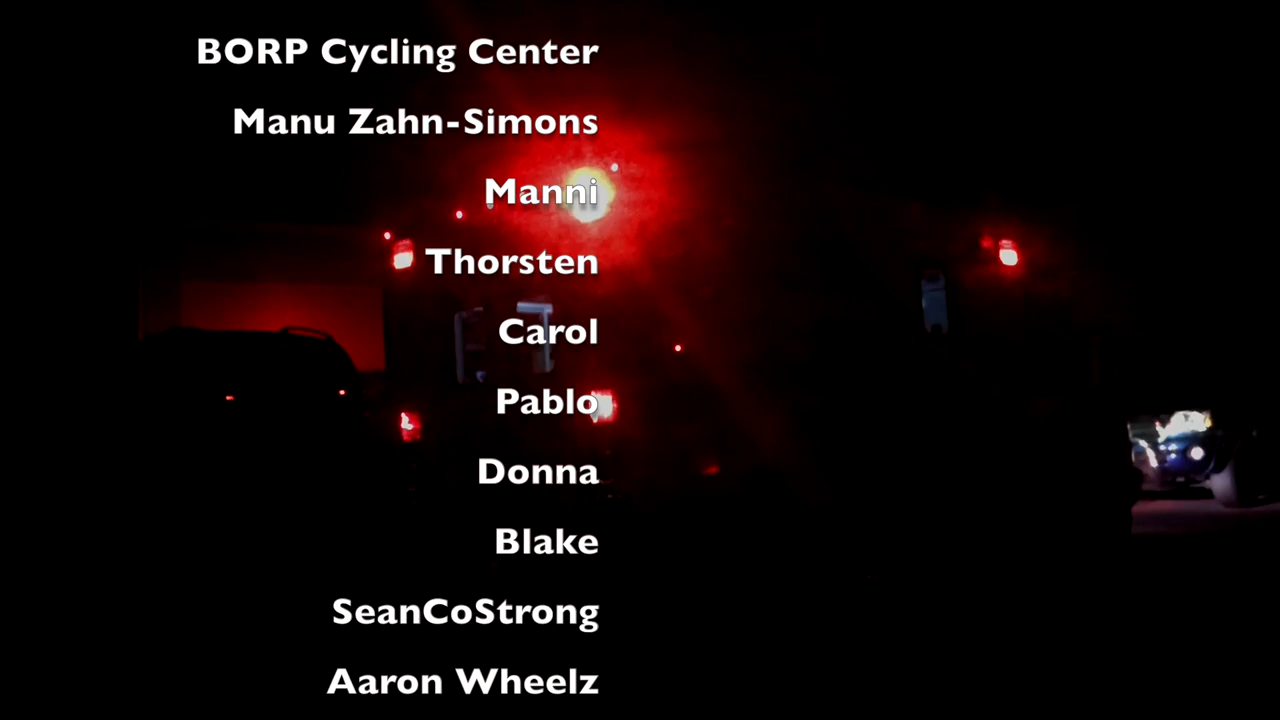 BORP Cycling Center
Manu Zahn-Simons
Manni
Thorsten
Carol
Pablo
Donna
Blake
SeanCoStrong
Aaron Wheelz